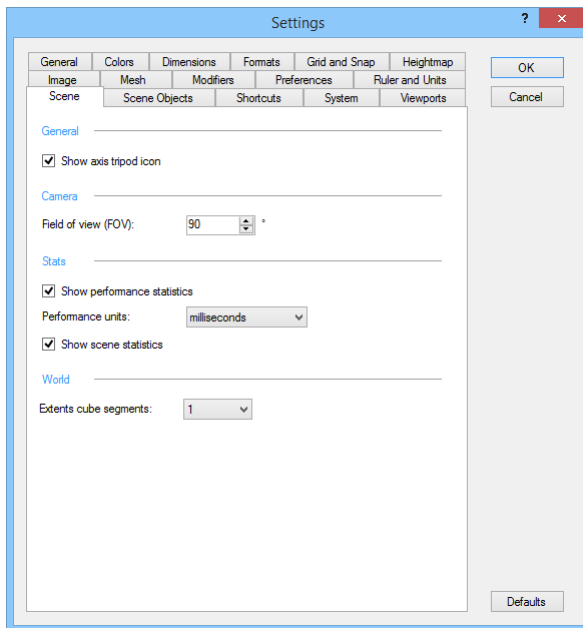 Settings
?
General Colors Dimensions Formats Grid and Snap Heightmap
OK
Image Mesh Modifiers Preferences Ruler and Units
Scene Scene Objects Shortcuts System Viewports
Cancel
General
Show axis tripod icon
Camera
Field of view (FOV): 90 °
Stats
Show performance statistics
Performance units: milliseconds
Show scene statistics
World
Extents cube segments: 1
Defaults